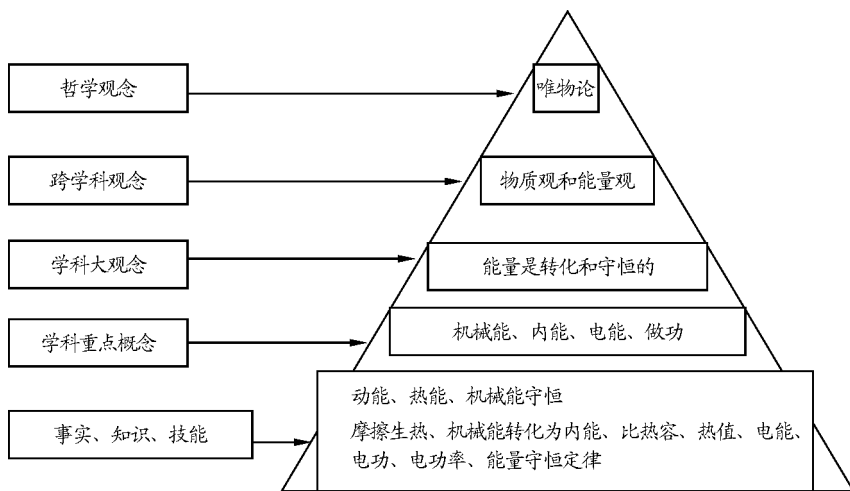 哲学观念
唯物论
跨学科观念
物质观和能量观
学科大观念
能量是转化和守恒的
学科重点概念
机械能、内能、电能、做功
事实、知识、技能
动能、热能、机械能守恒
摩擦生热、机械能转化为内能、比热容、热值、电能、
电功、电功率、能量守恒定律